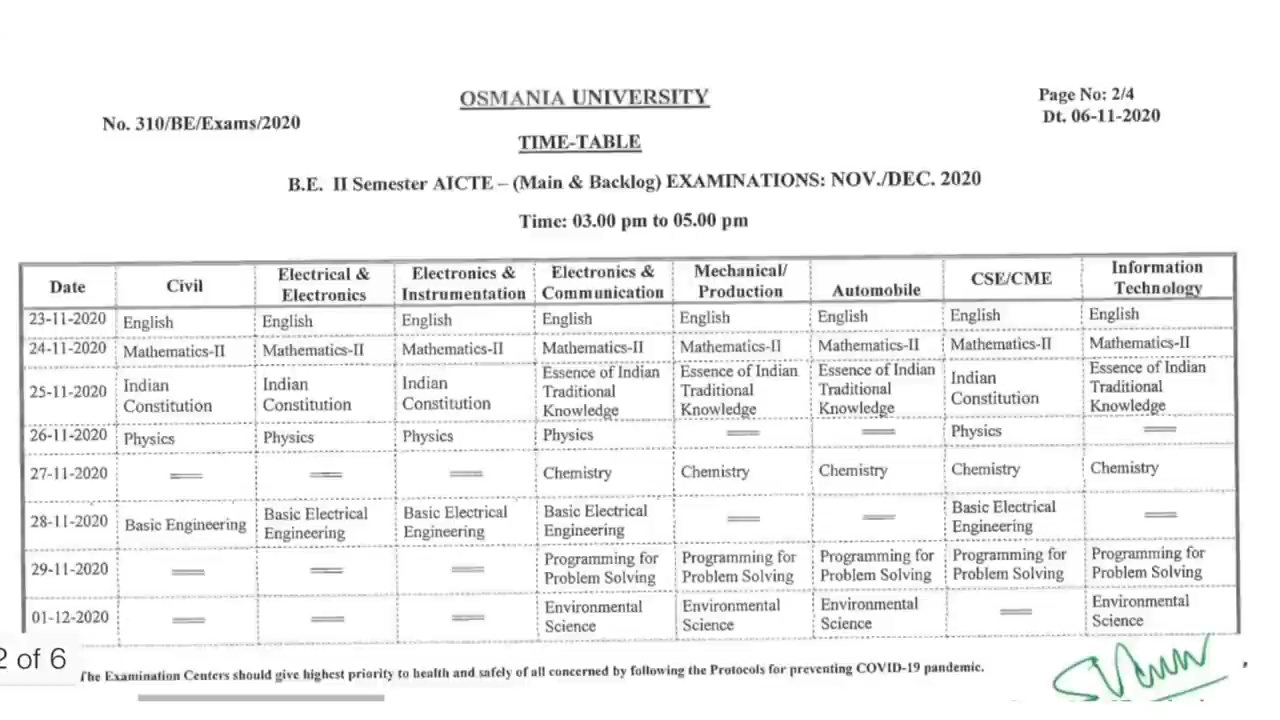 OSMANIA UNIVERSITY
Page No: 2/4
No. 310/BE/Exams/2020
Dt. 06-11-2020
TIME-TABLE
B.E. II Semester AICTE – (Main & Backlog) EXAMINATIONS: NOV./DEC. 2020
Time: 03.00 pm to 05.00 pm
Date | Civil | Electrical & Electronics | Electronics & Instrumentation | Electronics & Communication | Mechanical/ Production | Automobile | CSE/CME | Information Technology
23-11-2020 | English | English | English | English | English | English | English | English
24-11-2020 | Mathematics-II | Mathematics-II | Mathematics-II | Mathematics-II | Mathematics-II | Mathematics-II | Mathematics-II | Mathematics-II
25-11-2020 | Indian Constitution | Indian Constitution | Indian Constitution | Essence of Indian Traditional Knowledge | Essence of Indian Traditional Knowledge | Essence of Indian Traditional Knowledge | Indian Constitution | Essence of Indian Traditional Knowledge
26-11-2020 | Physics | Physics | Physics | Physics | == | == | Physics | ==
27-11-2020 | == | == | == | Chemistry | Chemistry | Chemistry | Chemistry | Chemistry
28-11-2020 | Basic Engineering | Basic Electrical Engineering | Basic Electrical Engineering | Basic Electrical Engineering | == | == | Basic Electrical Engineering | ==
29-11-2020 | == | == | == | Programming for Problem Solving | Programming for Problem Solving | Programming for Problem Solving | Programming for Problem Solving | Programming for Problem Solving
01-12-2020 | == | == | == | Environmental Science | Environmental Science | Environmental Science | == | Environmental Science
2 of 6
The Examination Centers should give highest priority to health and safely of all concerned by following the Protocols for preventing COVID-19 pandemic.